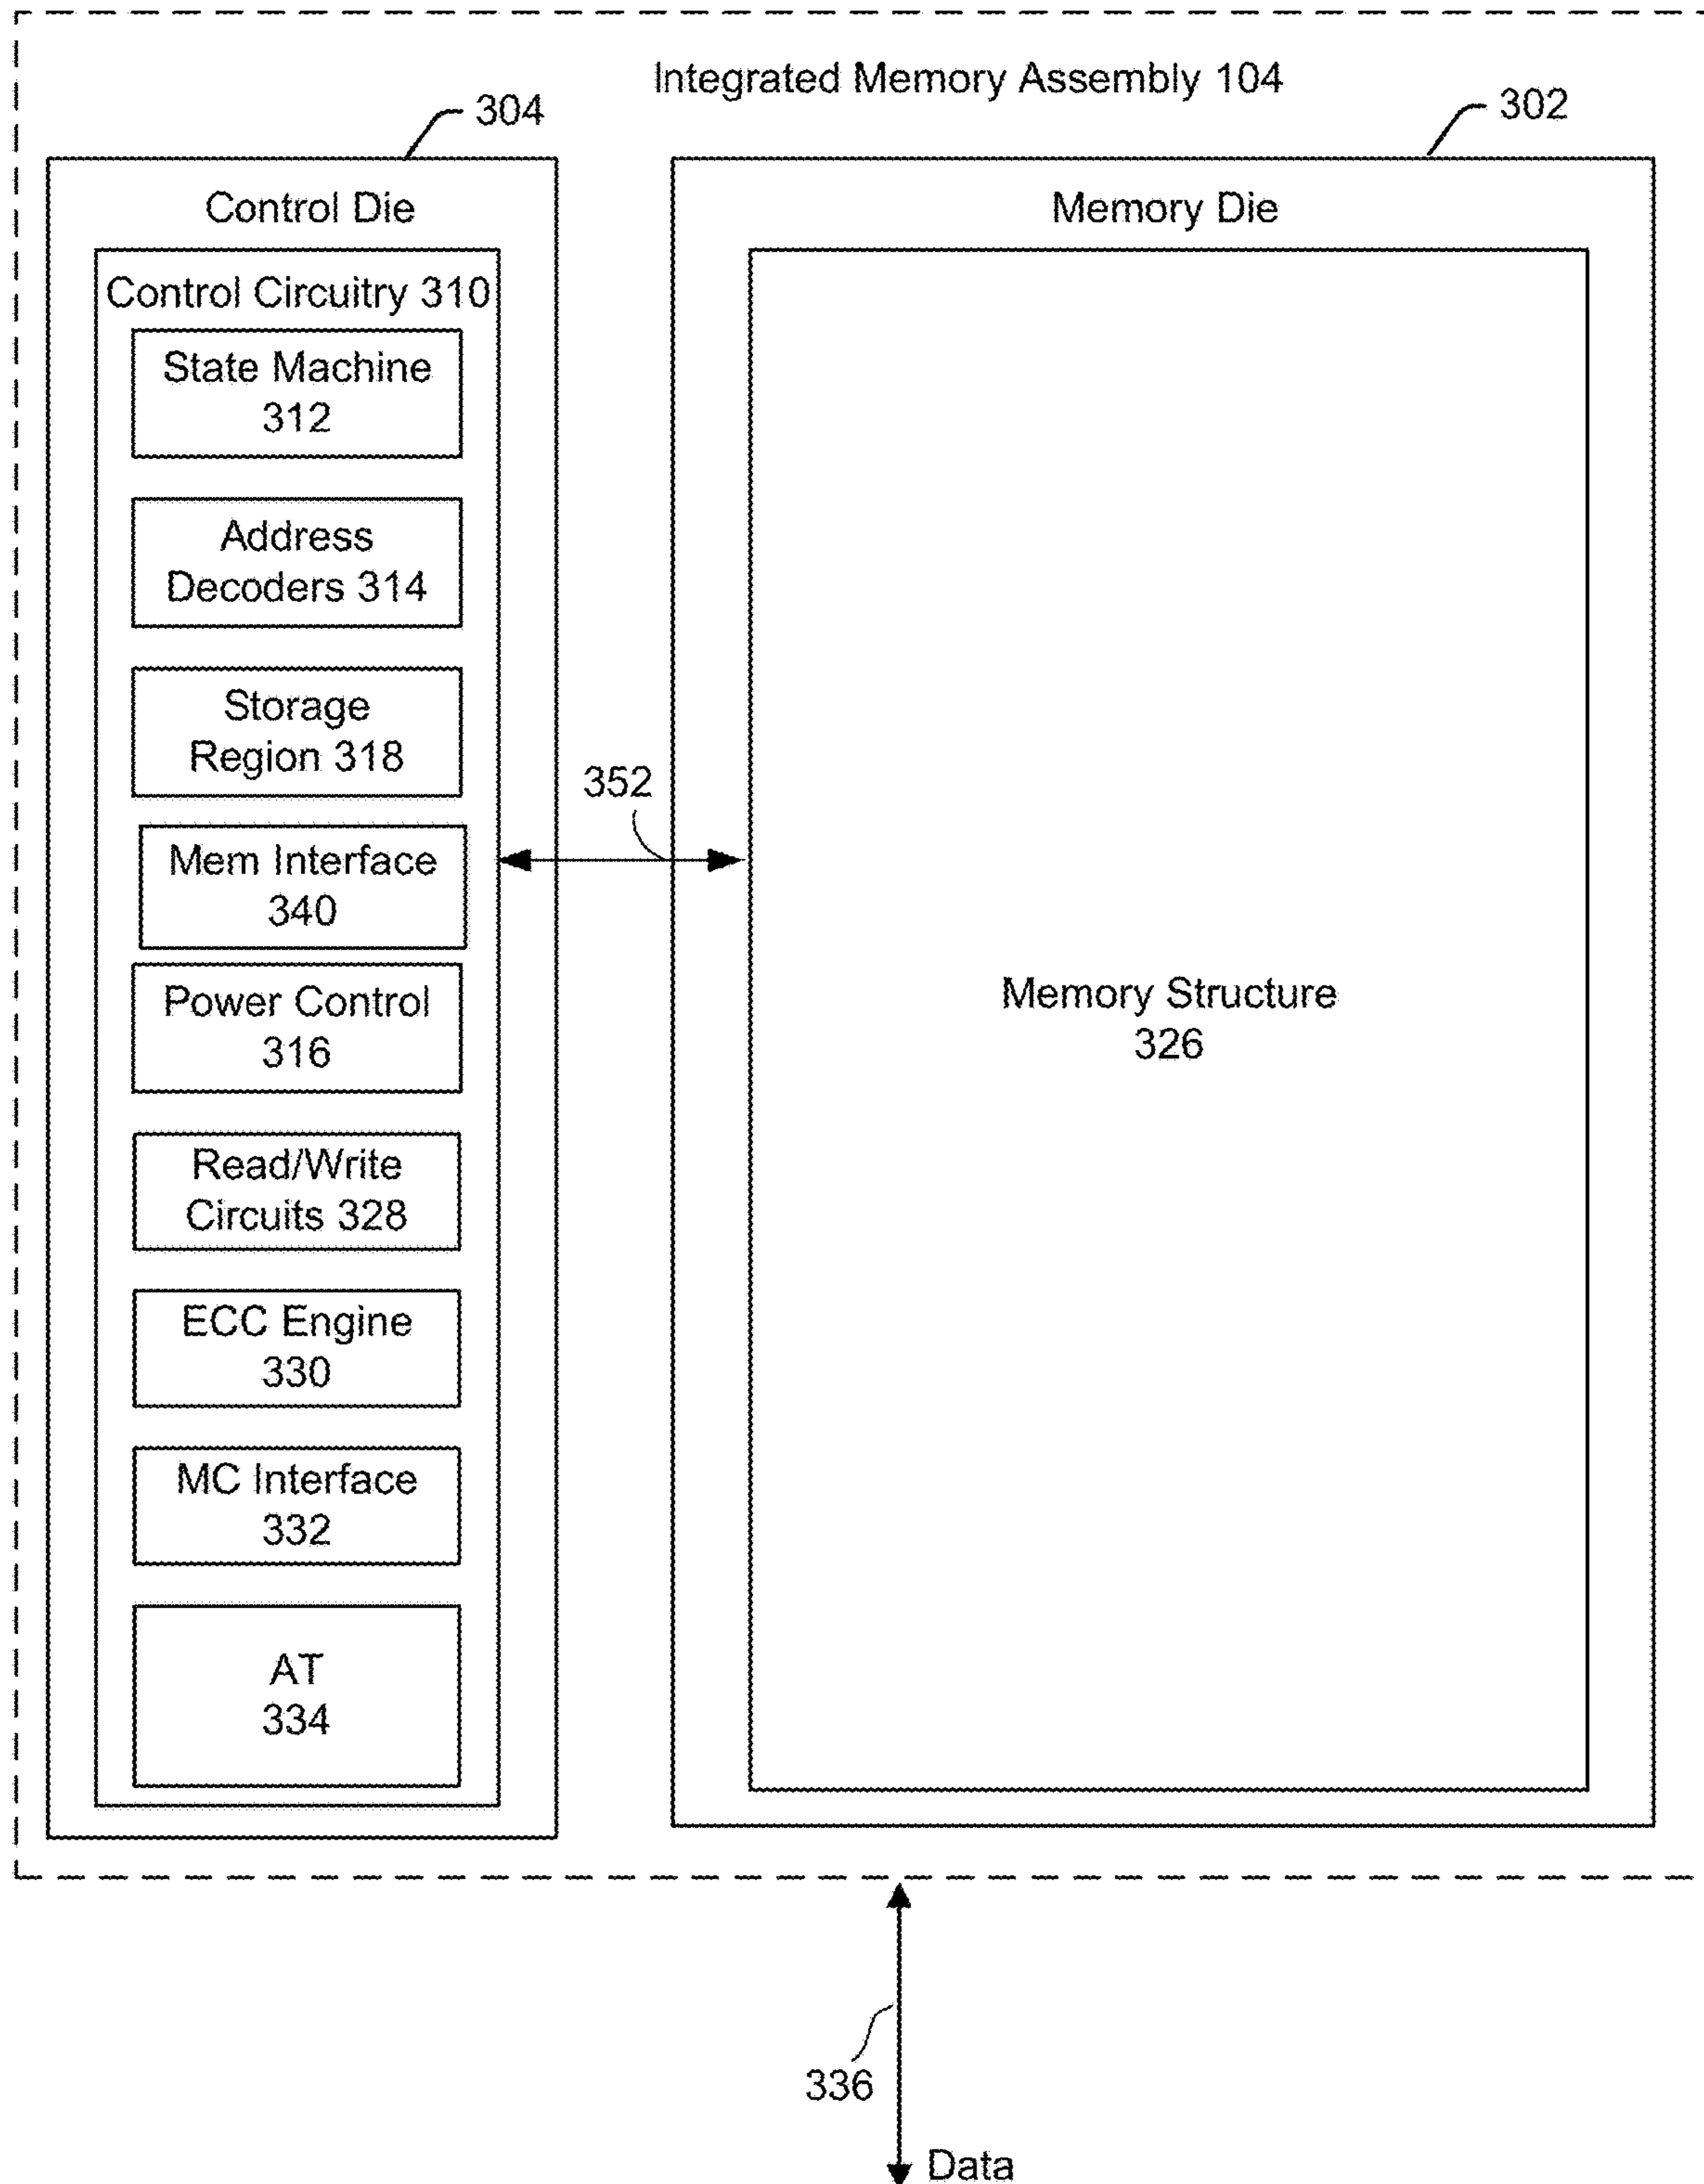 Integrated Memory Assembly 104
304
302
Control Die
Control Circuitry 310
State Machine
312
Address
Decoders 314
Storage
Region 318
Mem Interface
340
Power Control
316
Read/Write
Circuits 328
ECC Engine
330
MC Interface
332
AT
334
352
Memory Die
Memory Structure
326
336
Data